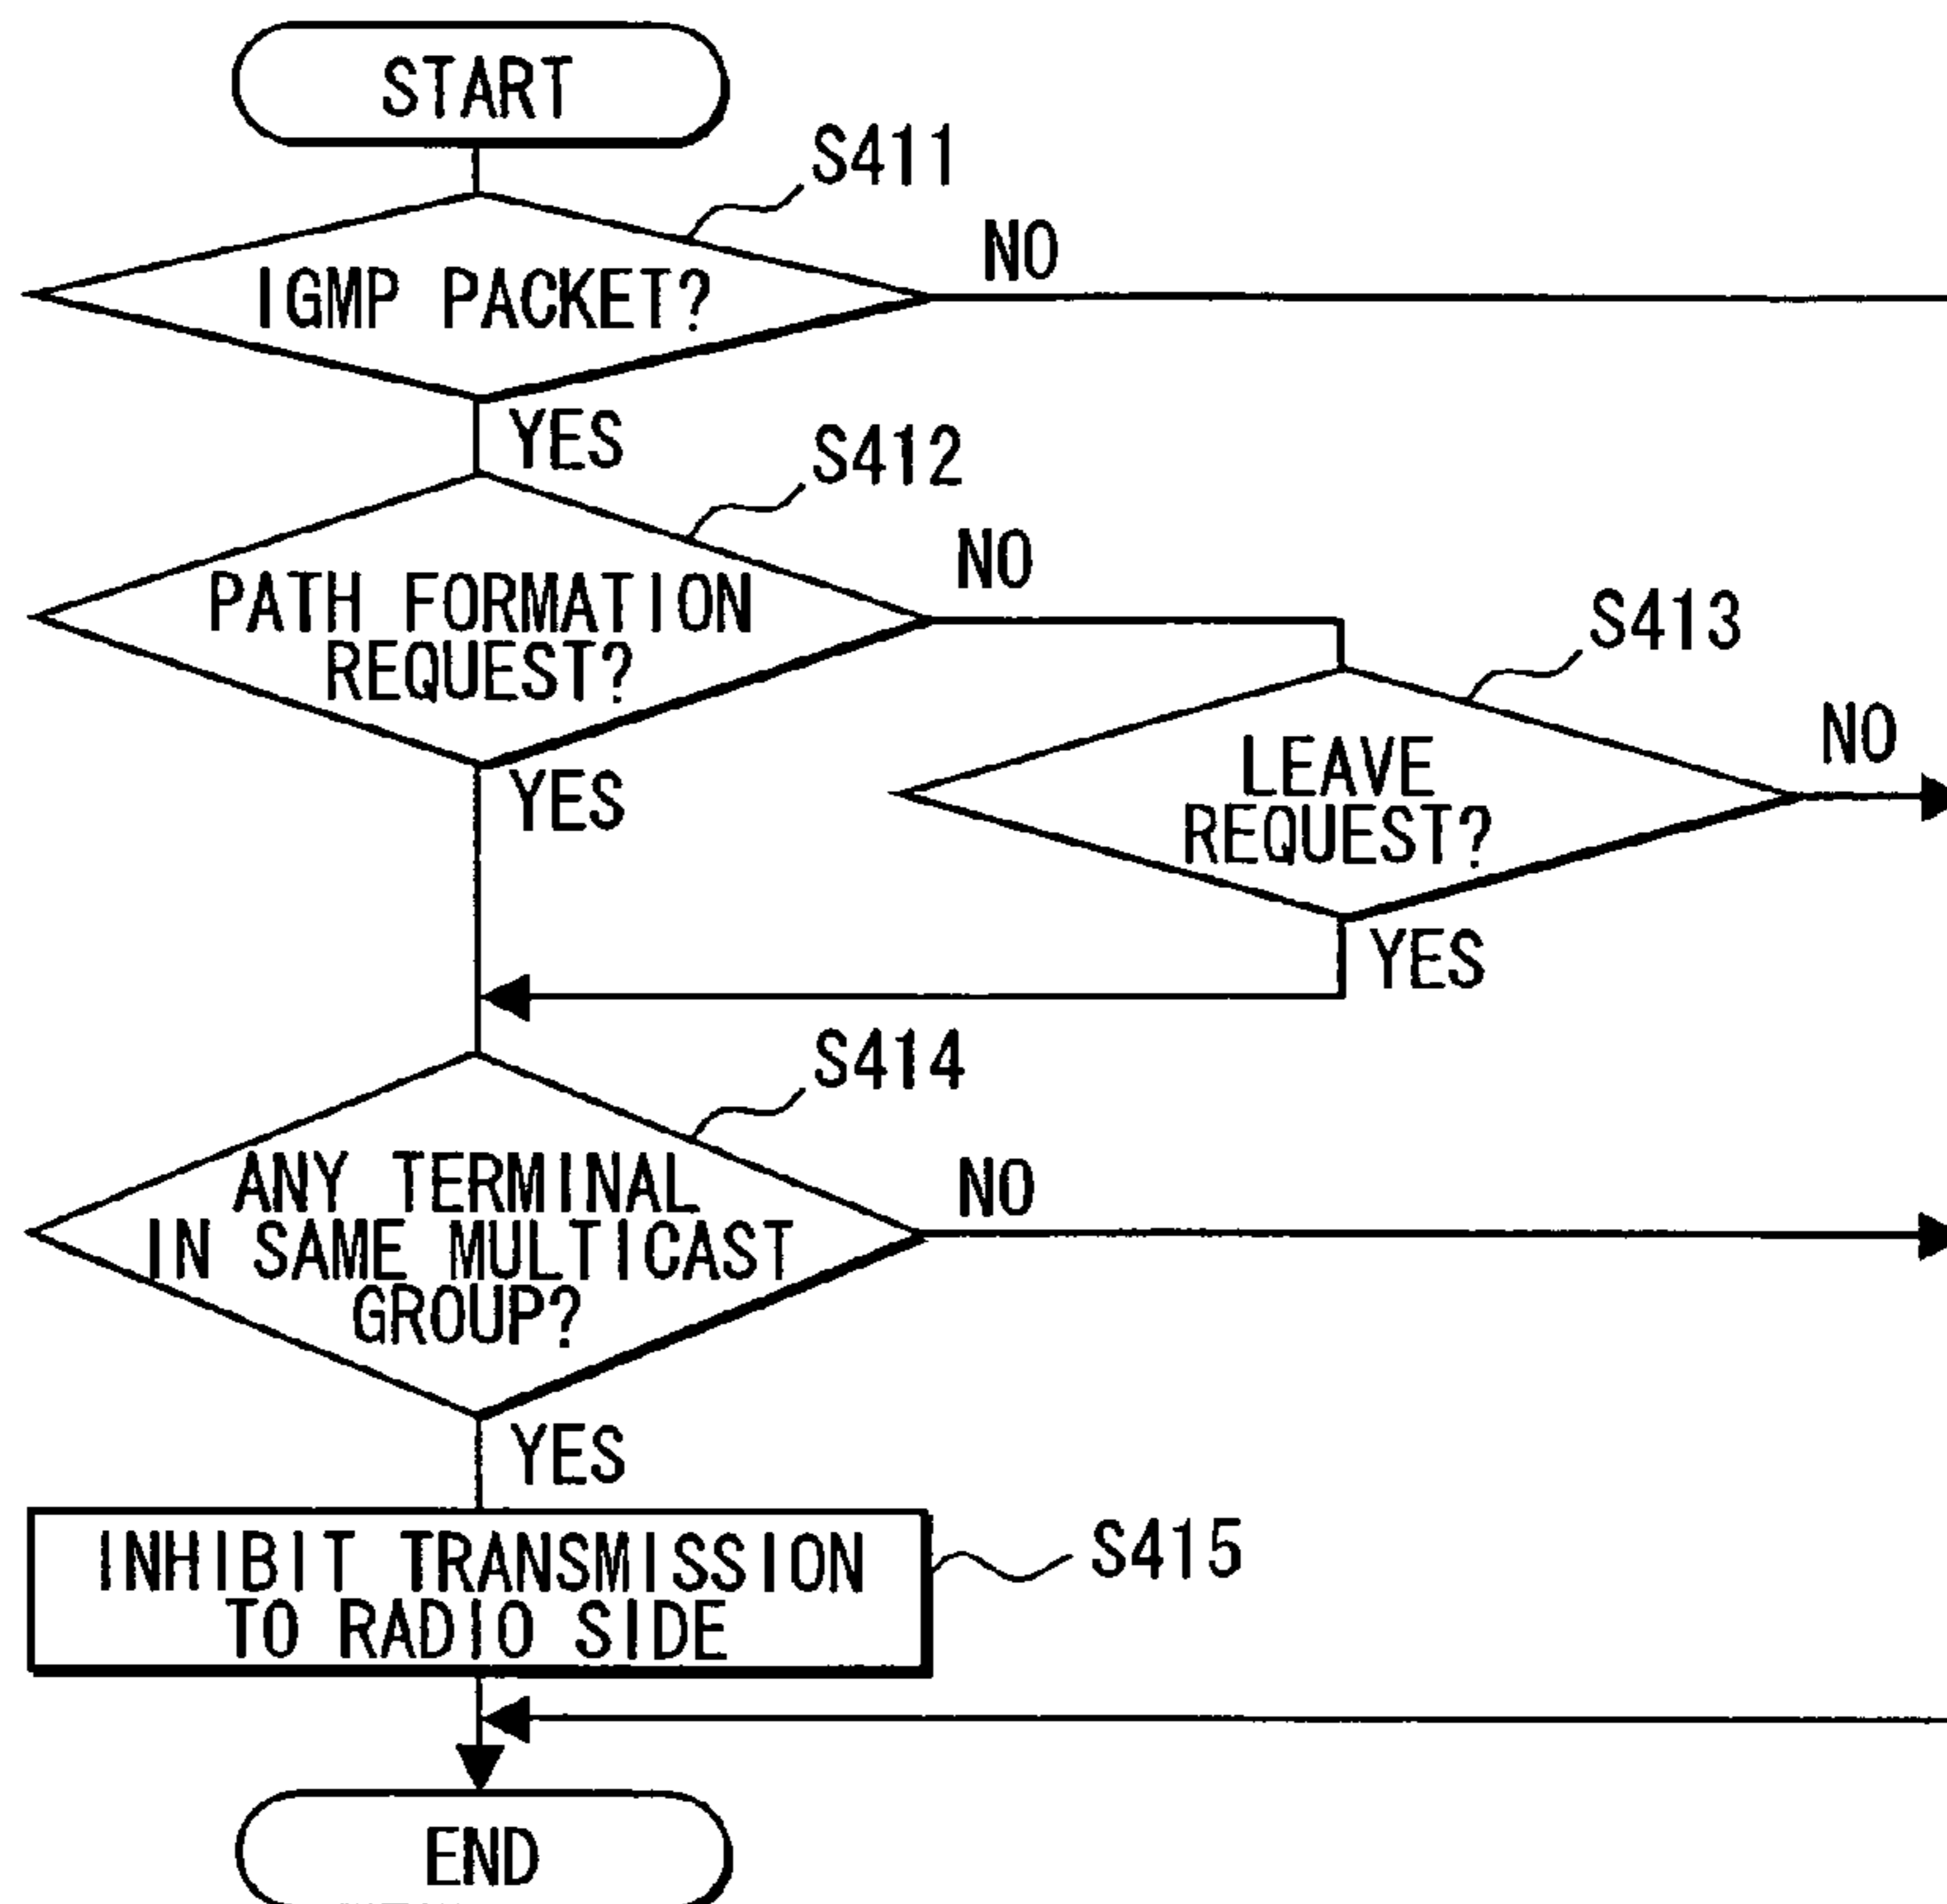 START
S411
IGMP PACKET?
NO
YES
S412
PATH FORMATION
REQUEST?
NO
YES
S413
LEAVE
REQUEST?
NO
YES
S414
ANY TERMINAL
IN SAME MULTICAST
GROUP?
NO
YES
INHIBIT TRANSMISSION
TO RADIO SIDE
S415
END